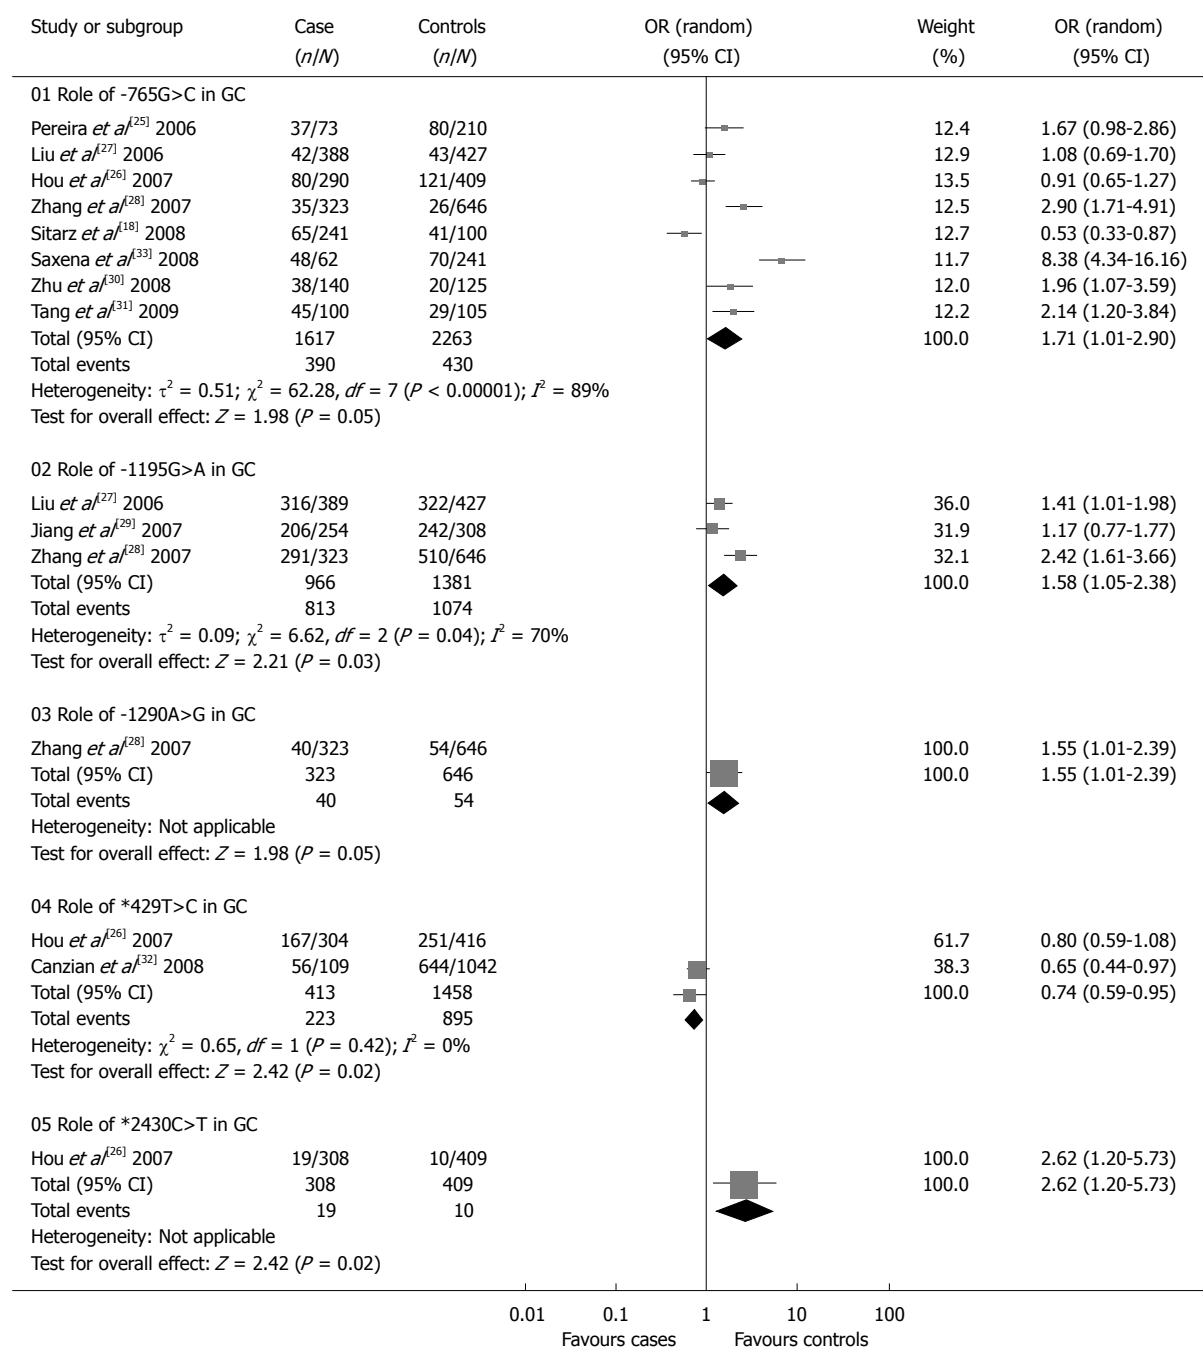 Study or subgroup Case Controls OR (random) Weight OR (random)
(n/N) (n/N) (95% CI) (%) (95% CI)
01 Role of -765G>C in GC
Pereira et al[25] 2006 37/73 80/210 12.4 1.67 (0.98-2.86)
Liu et al[27] 2006 42/388 43/427 12.9 1.08 (0.69-1.70)
Hou et al[26] 2007 80/290 121/409 13.5 0.91 (0.65-1.27)
Zhang et al[28] 2007 35/323 26/646 12.5 2.90 (1.71-4.91)
Sitarz et al[18] 2008 65/241 41/100 12.7 0.53 (0.33-0.87)
Saxena et al[33] 2008 48/62 70/241 11.7 8.38 (4.34-16.16)
Zhu et al[30] 2008 38/140 20/125 12.0 1.96 (1.07-3.59)
Tang et al[31] 2009 45/100 29/105 12.2 2.14 (1.20-3.84)
Total (95% CI) 1617 2263 100.0 1.71 (1.01-2.90)
Total events 390 430
Heterogeneity: τ² = 0.51; χ² = 62.28, df = 7 (P < 0.00001); I² = 89%
Test for overall effect: Z = 1.98 (P = 0.05)
02 Role of -1195G>A in GC
Liu et al[27] 2006 316/389 322/427 36.0 1.41 (1.01-1.98)
Jiang et al[29] 2007 206/254 242/308 31.9 1.17 (0.77-1.77)
Zhang et al[28] 2007 291/323 510/646 32.1 2.42 (1.61-3.66)
Total (95% CI) 966 1381 100.0 1.58 (1.05-2.38)
Total events 813 1074
Heterogeneity: τ² = 0.09; χ² = 6.62, df = 2 (P = 0.04); I² = 70%
Test for overall effect: Z = 2.21 (P = 0.03)
03 Role of -1290A>G in GC
Zhang et al[28] 2007 40/323 54/646 100.0 1.55 (1.01-2.39)
Total (95% CI) 323 646 100.0 1.55 (1.01-2.39)
Total events 40 54
Heterogeneity: Not applicable
Test for overall effect: Z = 1.98 (P = 0.05)
04 Role of *429T>C in GC
Hou et al[26] 2007 167/304 251/416 61.7 0.80 (0.59-1.08)
Canzian et al[32] 2008 56/109 644/1042 38.3 0.65 (0.44-0.97)
Total (95% CI) 413 1458 100.0 0.74 (0.59-0.95)
Total events 223 895
Heterogeneity: χ² = 0.65, df = 1 (P = 0.42); I² = 0%
Test for overall effect: Z = 2.42 (P = 0.02)
05 Role of *2430C>T in GC
Hou et al[26] 2007 19/308 10/409 100.0 2.62 (1.20-5.73)
Total (95% CI) 308 409 100.0 2.62 (1.20-5.73)
Total events 19 10
Heterogeneity: Not applicable
Test for overall effect: Z = 2.42 (P = 0.02)
0.01 0.1 1 10 100
Favours cases Favours controls